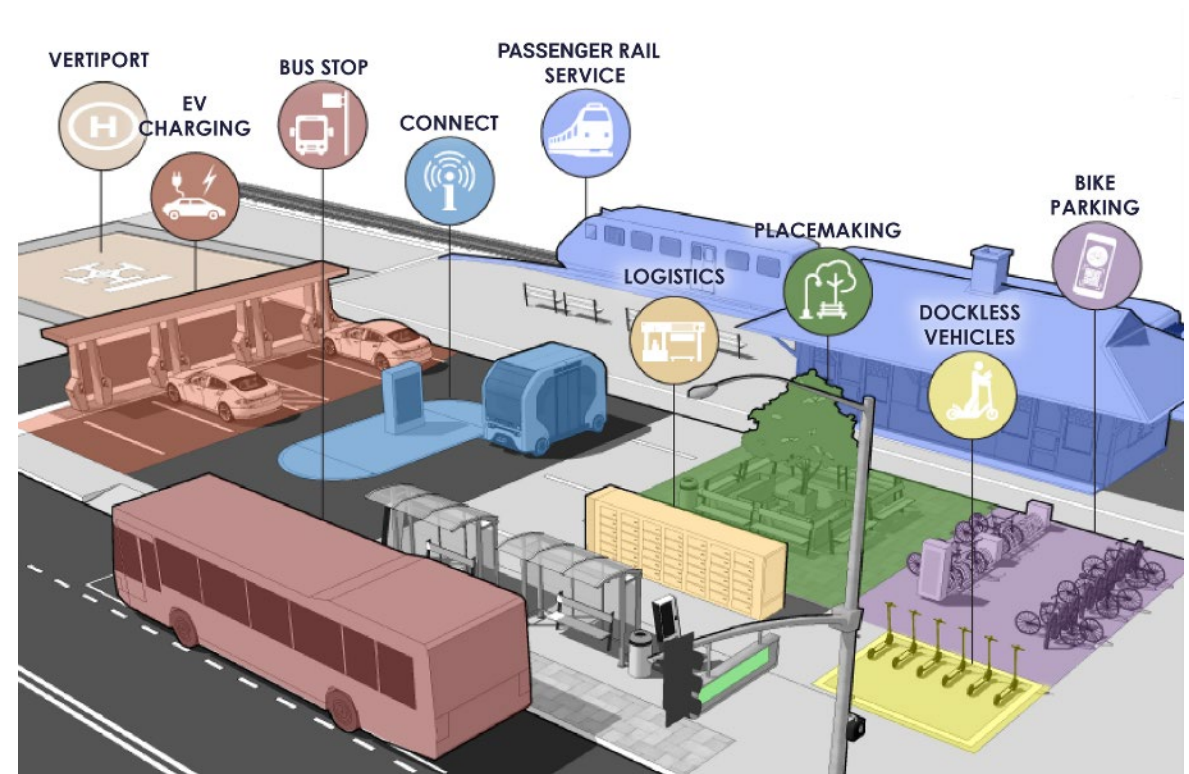 VERTIPORT
EV
CHARGING
BUS STOP
CONNECT
PASSENGER RAIL
SERVICE
LOGISTICS
PLACEMAKING
DOCKLESS
VEHICLES
BIKE
PARKING
H